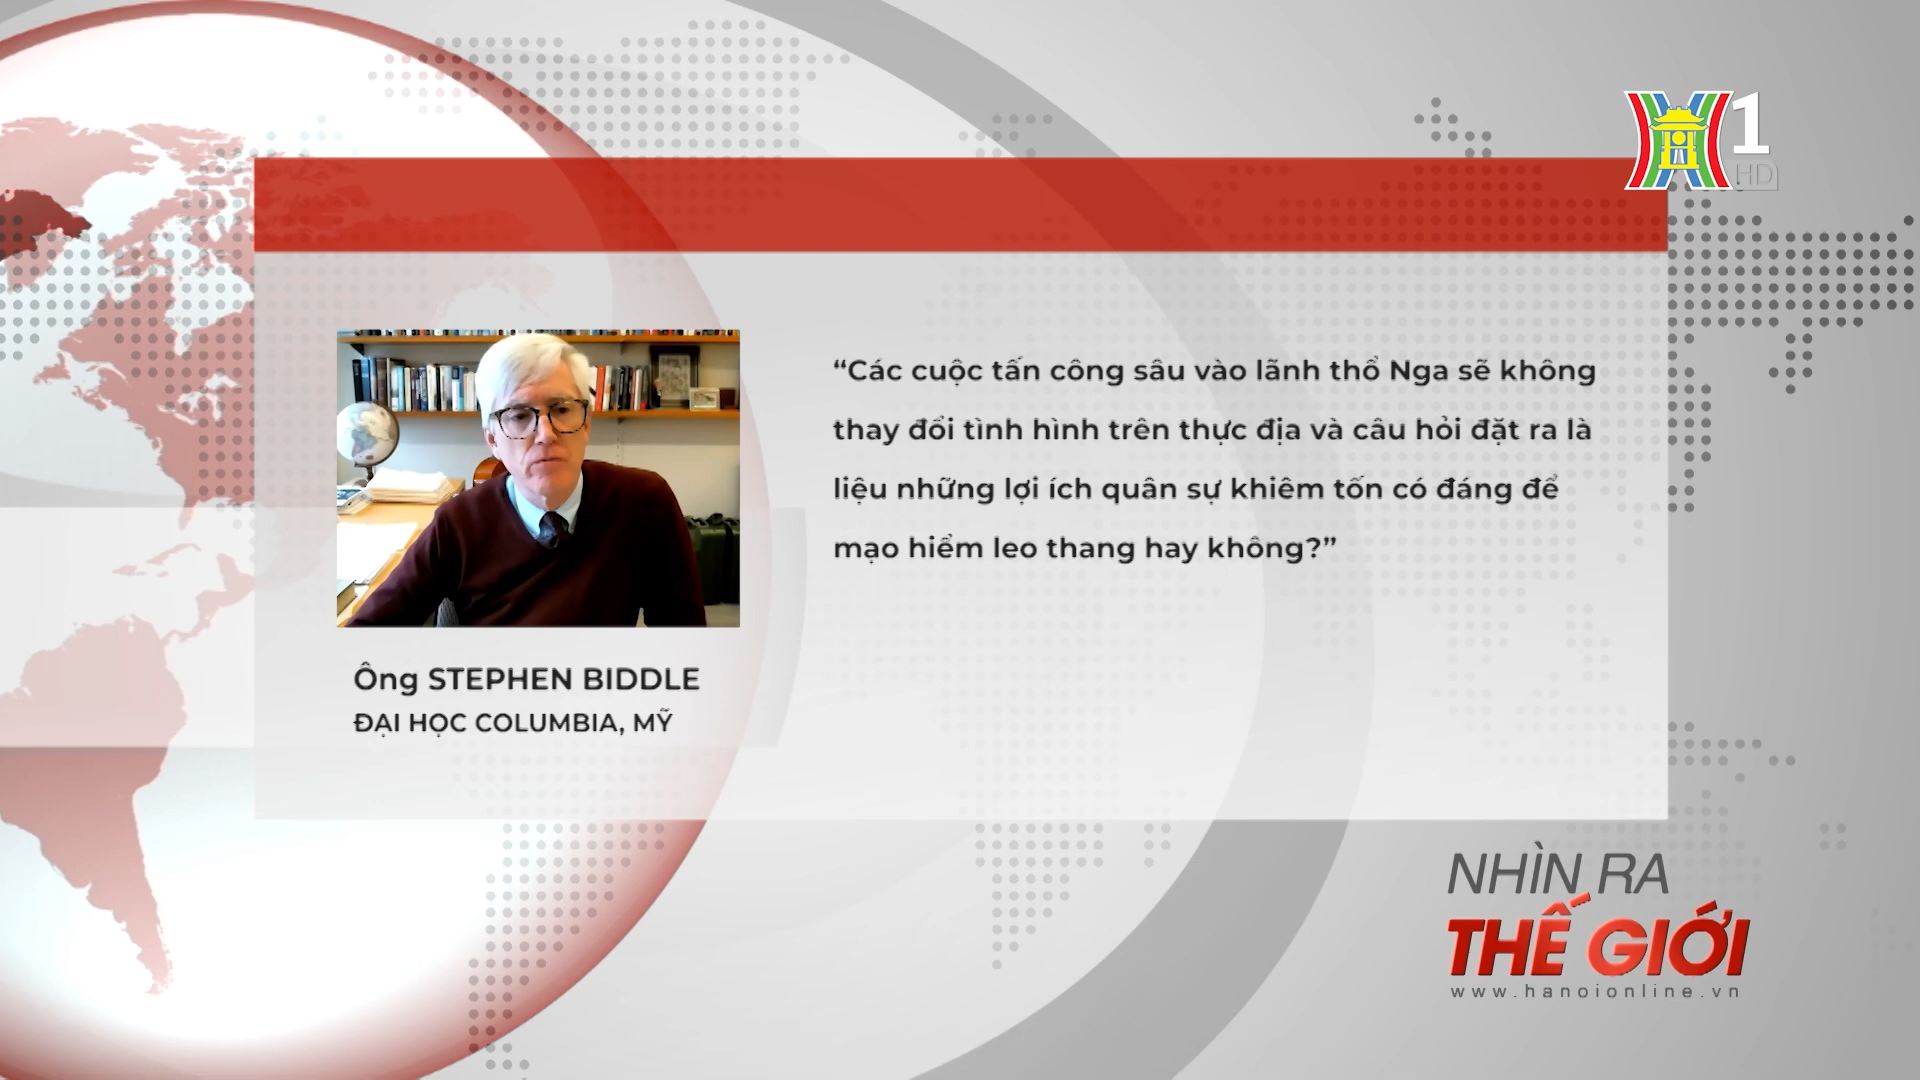 1
HD
“Các cuộc tấn công sâu vào lãnh thổ Nga sẽ không
thay đổi tình hình trên thực địa và câu hỏi đặt ra là
liệu những lợi ích quân sự khiêm tốn có đáng để
mạo hiểm leo thang hay không?”
Ông STEPHEN BIDDLE
ĐẠI HỌC COLUMBIA, MỸ
NHÌN RA
THẾ GIỚI
www.hanoionline.vn